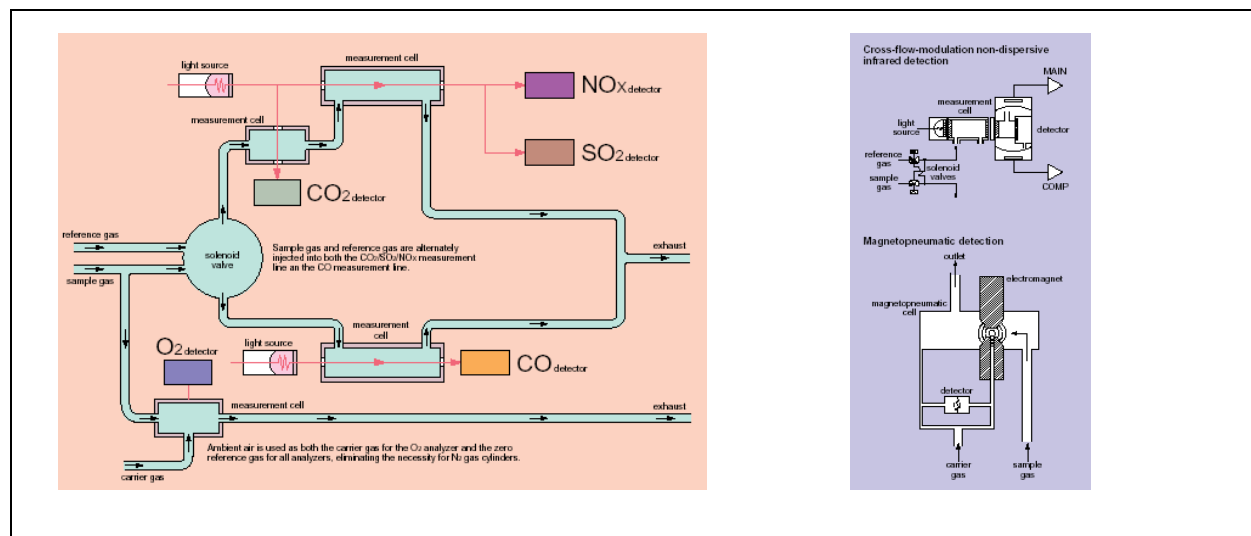 measurement cell
light source
NOx detector
measurement cell
SO2 detector
CO2 detector
reference gas
solenoid
valve
Sample gas and reference gas are alternately
injected into both the CO2/SO2/NOx measurement
line an the CO measurement line.
exhaust
sample gas
measurement
cell
O2 detector
light source
CO detector
measurement cell
exhaust
Ambient air is used as both the carrier gas for the O2 analyzer and the zero
reference gas for all analyzers, eliminating the necessity for N2 gas cylinders.
carrier gas
Cross-flow-modulation non-dispersive
infrared detection
MAIN
measurement
cell
light
source
detector
reference
gas
solenoid
valves
sample
gas
COMP
Magnetopneumatic detection
outlet
electromagnet
magnetopneumatic
cell
detector
carrier
gas
sample
gas